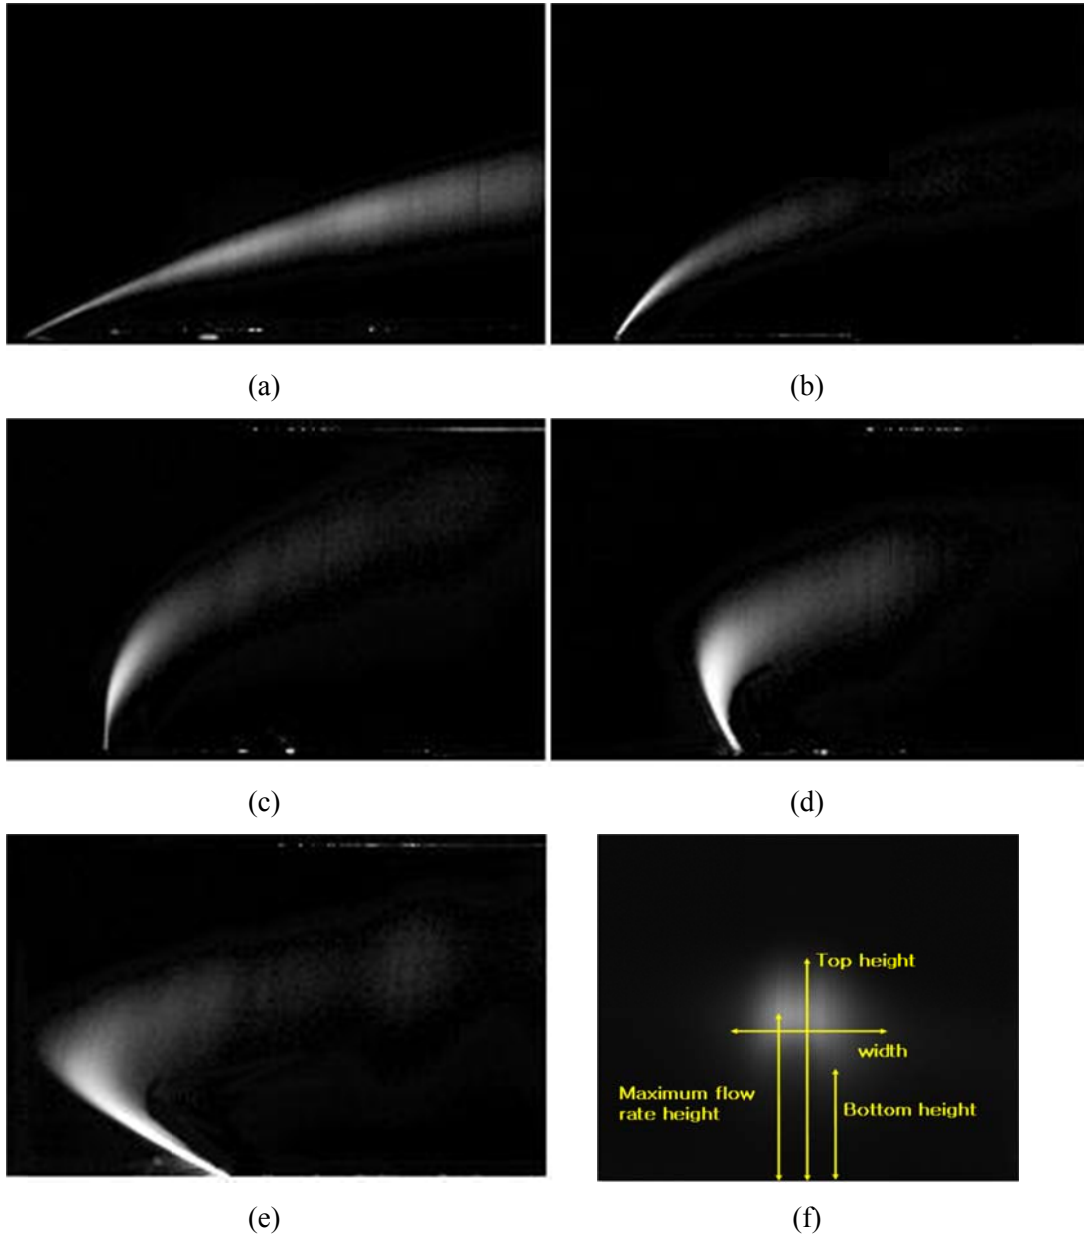 (a)
(b)
(c)
(d)
Top height
width
Maximum flow
rate height
Bottom height
(e)
(f)